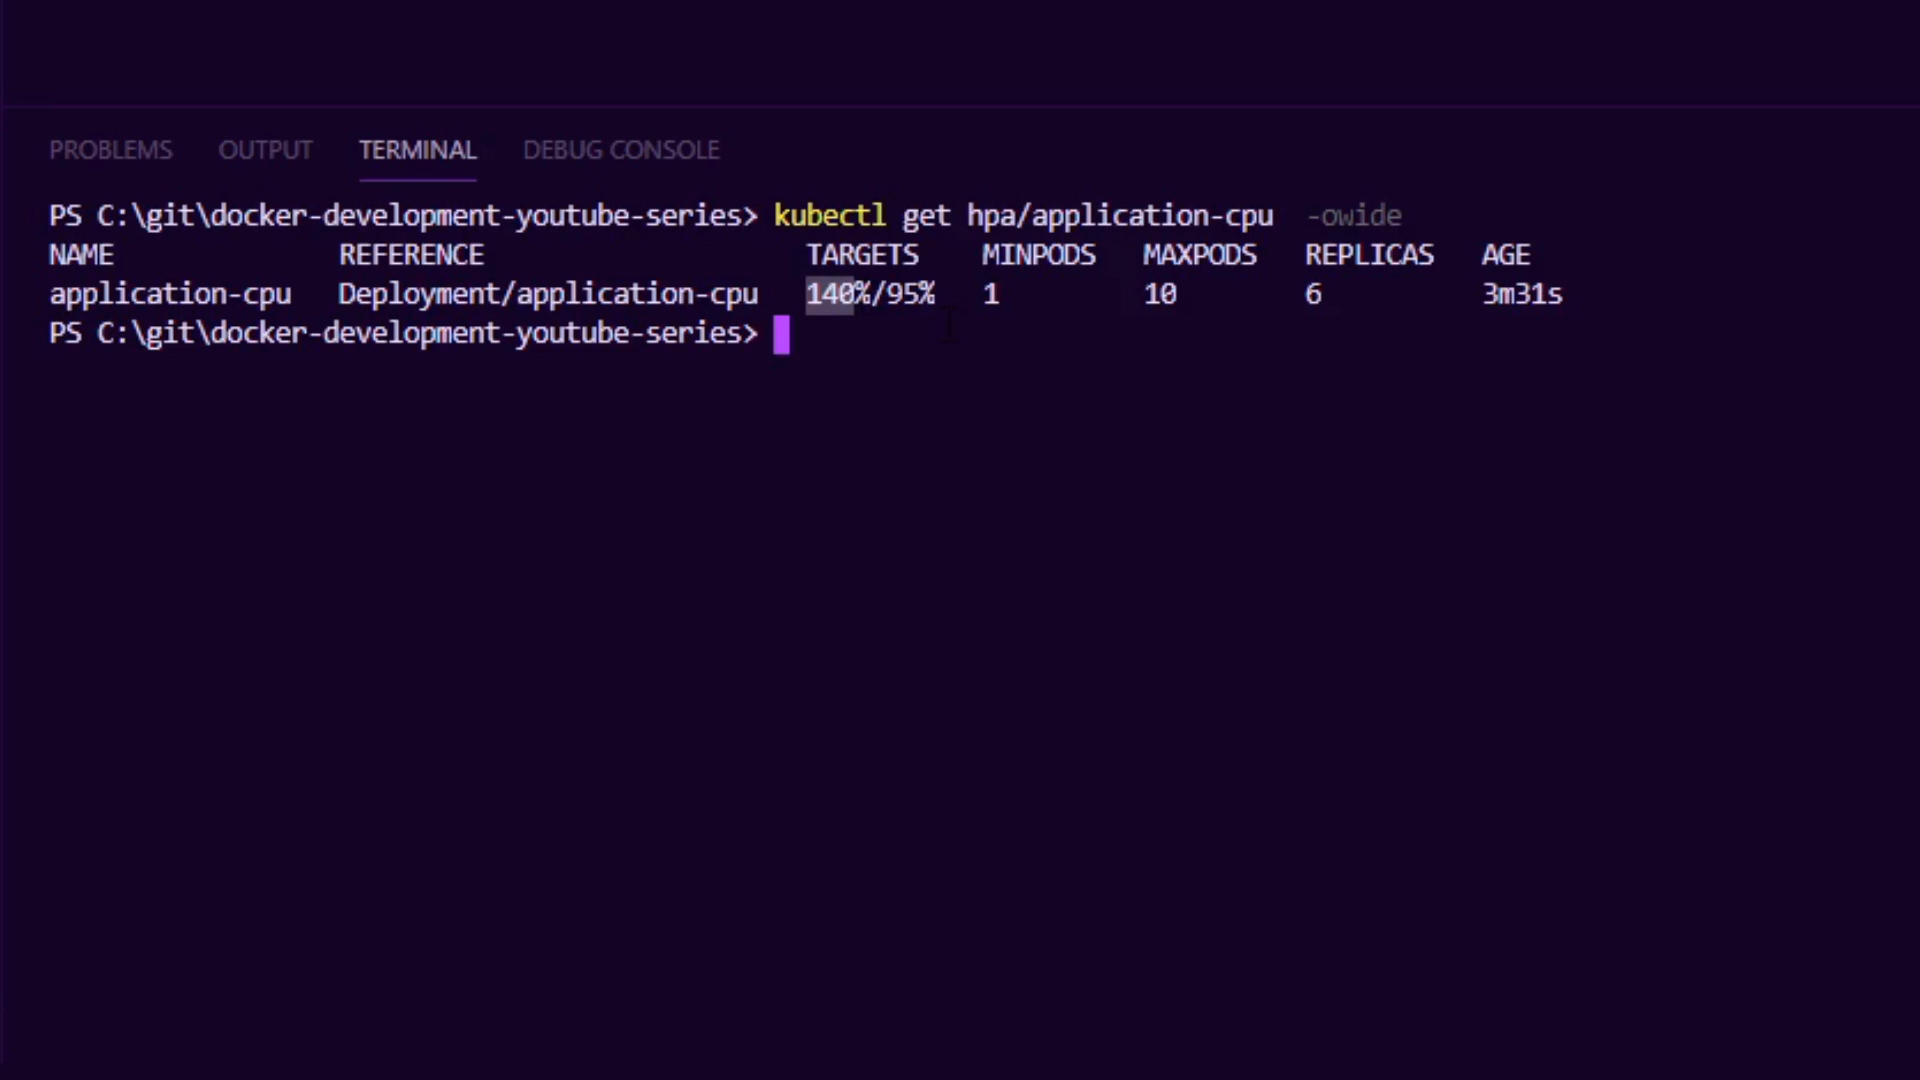 PROBLEMS OUTPUT TERMINAL DEBUG CONSOLE
PS C:\git\docker-development-youtube-series> kubectl get hpa/application-cpu  -owide
NAME              REFERENCE                    TARGETS    MINPODS   MAXPODS   REPLICAS   AGE
application-cpu   Deployment/application-cpu   140%/95%   1         10        6          3m31s
PS C:\git\docker-development-youtube-series>